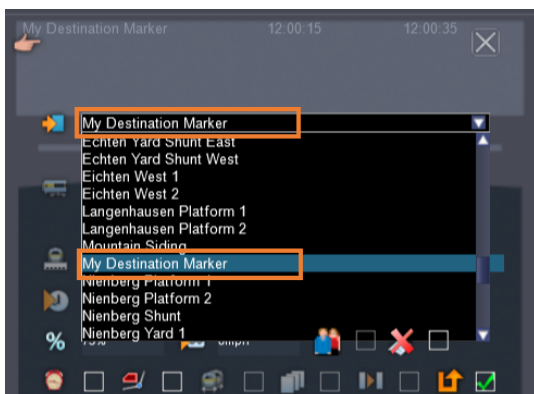 My Destination Marker 12:00:15 12:00:35
My Destination Marker
Echten Yard Shunt East
Echten Yard Shunt West
Eichten West 1
Eichten West 2
Langenhausen Platform 1
Langenhausen Platform 2
Mountain Siding
My Destination Marker
Nienberg Platform 1
Nienberg Platform 2
Nienberg Shunt
Nienberg Yard 1
%